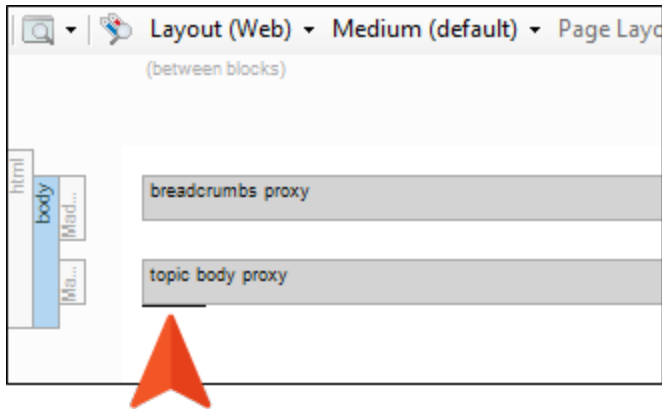 Layout (Web) Medium (default) Page Layo
(between blocks)
html
body
Mad...
breadcrumbs proxy
Ma...
topic body proxy